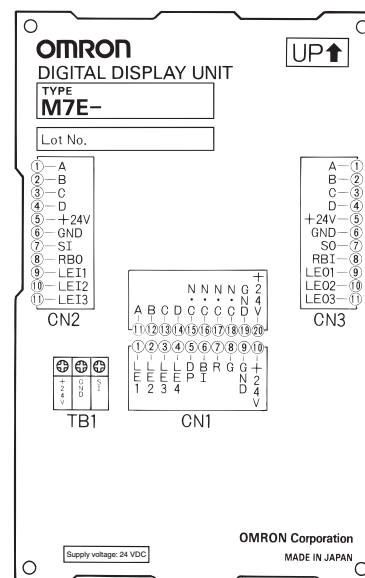 OMRON
UP↑
DIGITAL DISPLAY UNIT
TYPE
M7E-
Lot No.
①—A
②—B
③—C
④—D
⑤—+24V
⑥—GND
⑦—SI
⑧—RBO
⑨—LEI1
⑩—LEI2
⑪—LEI3
CN2
A—①
B—②
C—③
D—④
+24V—⑤
GND—⑥
SO—⑦
RBI—⑧
LEO1—⑨
LEO2—⑩
LEO3—⑪
CN3
A B C D N·C N·C N·C N·C GND +24V
⑪⑫⑬⑭⑮⑯⑰⑱⑲⑳
①②③④⑤⑥⑦⑧⑨⑩
LE1 LE2 LE3 LE4 DP BI R G GND +24V
CN1
+24V GND SI
TB1
OMRON Corporation
Supply voltage: 24 VDC
MADE IN JAPAN